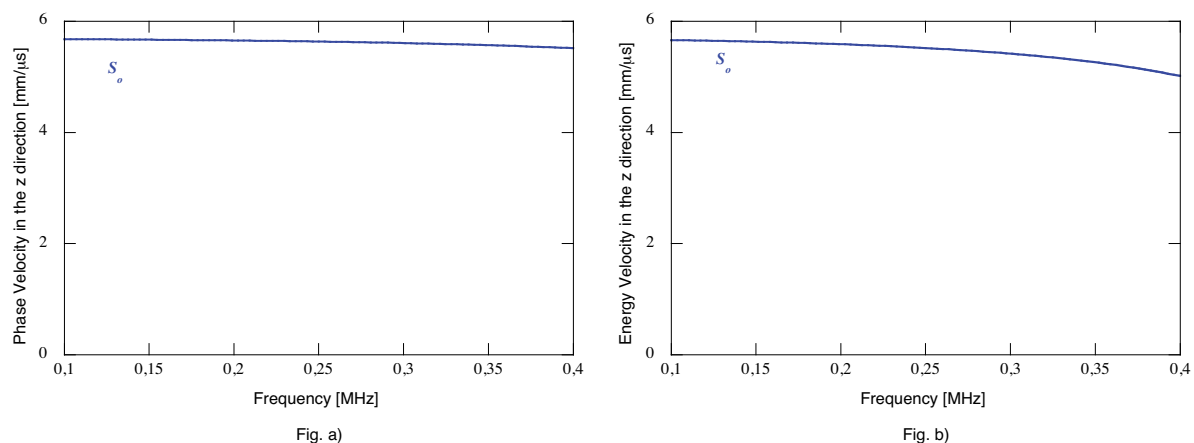 6
4
2
0
Phase Velocity in the z direction [mm/μs]
So
0,1 0,15 0,2 0,25 0,3 0,35 0,4
Frequency [MHz]
Fig. a)
6
4
2
0
Energy Velocity in the z direction [mm/μs]
So
0,1 0,15 0,2 0,25 0,3 0,35 0,4
Frequency [MHz]
Fig. b)